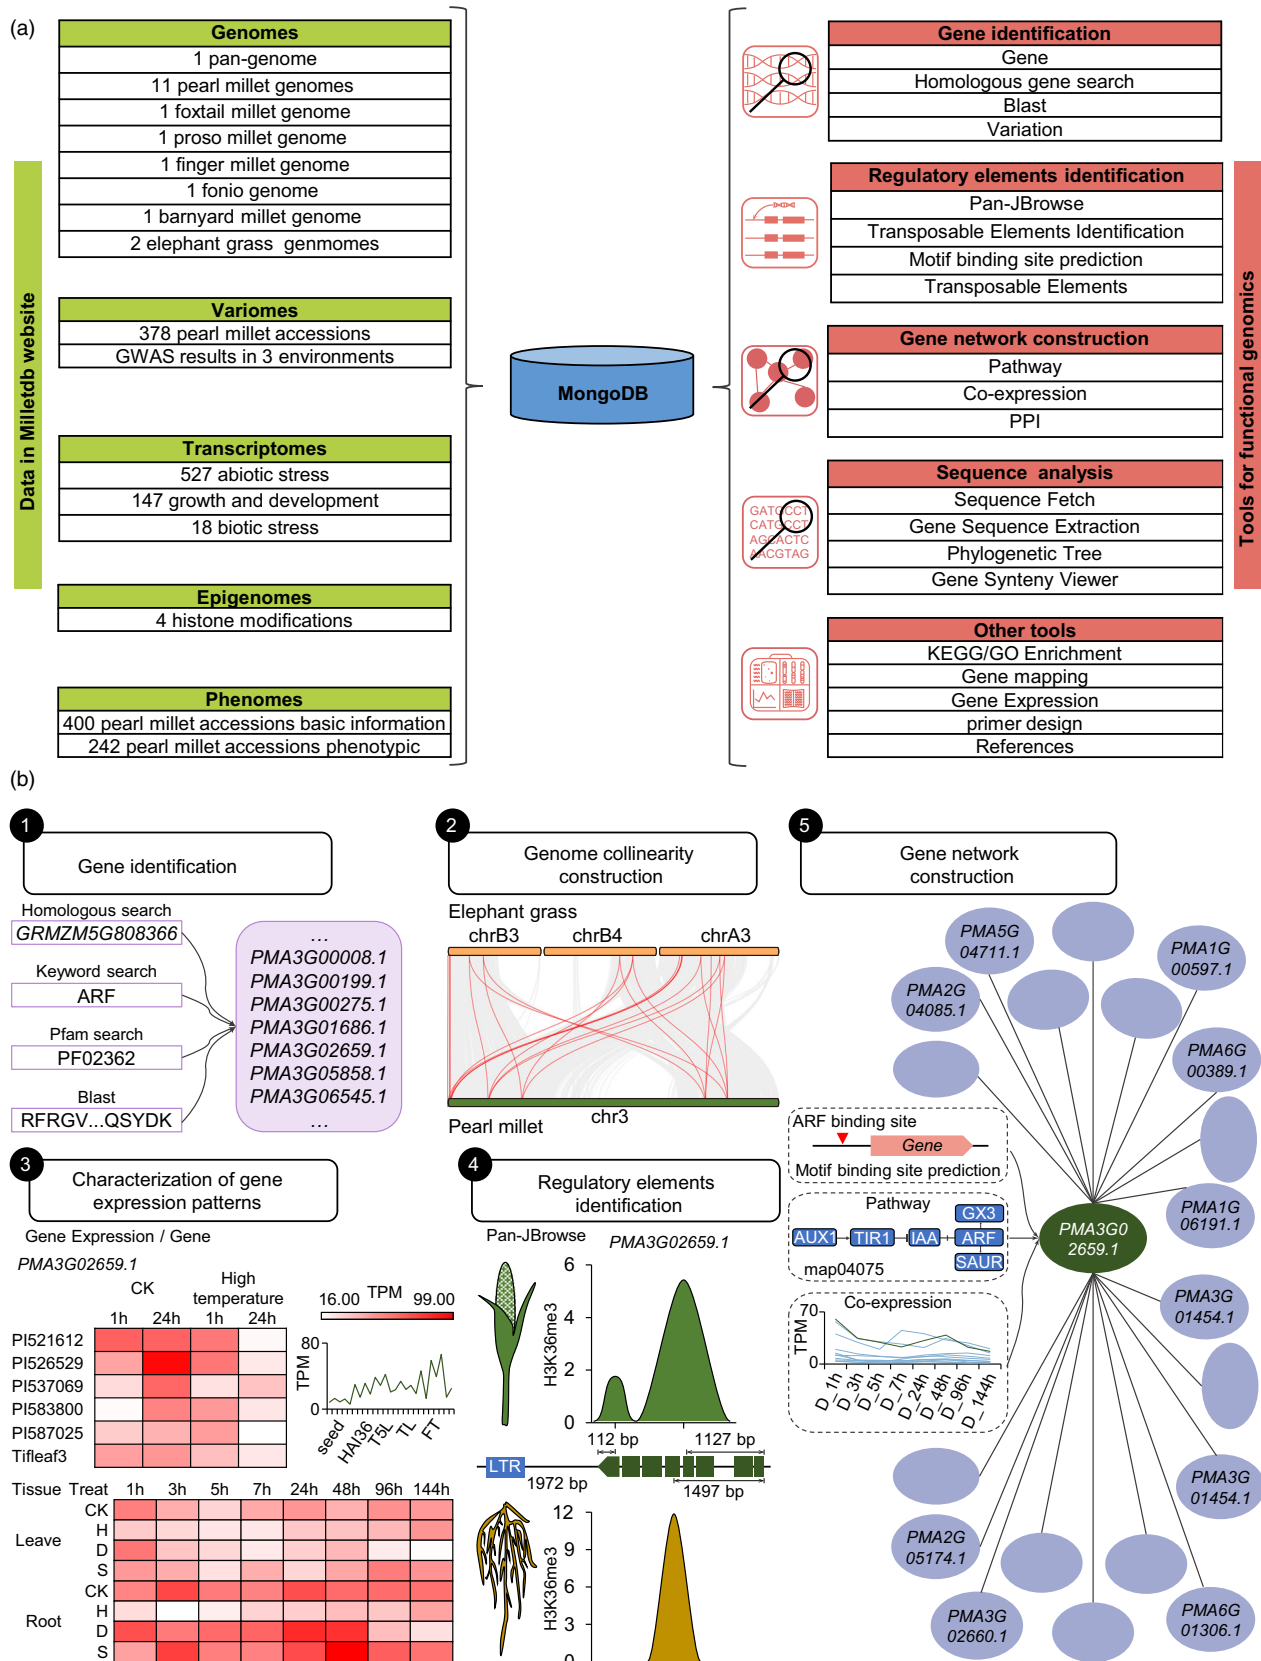 (a)
Data in Milletdb website
Genomes
1 pan-genome
11 pearl millet genomes
1 foxtail millet genome
1 proso millet genome
1 finger millet genome
1 fonio genome
1 barnyard millet genome
2 elephant grass genmomes
Variomes
378 pearl millet accessions
GWAS results in 3 environments
Transcriptomes
527 abiotic stress
147 growth and development
18 biotic stress
Epigenomes
4 histone modifications
Phenomes
400 pearl millet accessions basic information
242 pearl millet accessions phenotypic
MongoDB
Gene identification
Gene
Homologous gene search
Blast
Variation
Regulatory elements identification
Pan-JBrowse
Transposable Elements Identification
Motif binding site prediction
Transposable Elements
Gene network construction
Pathway
Co-expression
PPI
GATGCCT
CATGCCT
AGCACTC
AACGTAG
Sequence analysis
Sequence Fetch
Gene Sequence Extraction
Phylogenetic Tree
Gene Synteny Viewer
Other tools
KEGG/GO Enrichment
Gene mapping
Gene Expression
primer design
References
Tools for functional genomics
(b)
1
Gene identification
Homologous search
GRMZM5G808366
Keyword search
ARF
Pfam search
PF02362
Blast
RFRGV...QSYDK
...
PMA3G00008.1
PMA3G00199.1
PMA3G00275.1
PMA3G01686.1
PMA3G02659.1
PMA3G05858.1
PMA3G06545.1
...
2
Genome collinearity
construction
Elephant grass
chrB3 chrB4 chrA3
chr3
Pearl millet
3
Characterization of gene
expression patterns
Gene Expression / Gene
PMA3G02659.1
CK
High
temperature
1h 24h 1h 24h
PI521612
PI526529
PI537069
PI583800
PI587025
Tifleaf3
16.00 TPM 99.00
80
TPM
0
seed HAI36 T5L TL FT
Tissue Treat 1h 3h 5h 7h 24h 48h 96h 144h
Leave
CK
H
D
S
Root
CK
H
D
S
4
Regulatory elements
identification
Pan-JBrowse
PMA3G02659.1
H3K36me3
6
4
2
0
112 bp
1127 bp
LTR
1972 bp
1497 bp
H3K36me3
12
9
6
3
0
5
Gene network
construction
PMA5G
04711.1
PMA1G
00597.1
PMA2G
04085.1
PMA6G
00389.1
PMA1G
06191.1
PMA3G0
2659.1
PMA3G
01454.1
PMA3G
01454.1
PMA2G
05174.1
PMA3G
02660.1
PMA6G
01306.1
ARF binding site
Gene
Motif binding site prediction
Pathway
GX3
AUX1 TIR1 IAA ARF
SAUR
map04075
Co-expression
70
TPM
0
D_1h D_3h D_5h D_7h D_24h D_48h D_96h D_144h